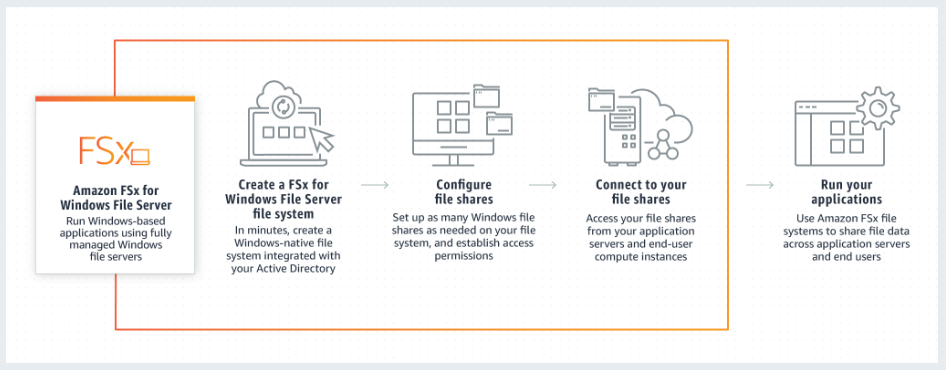 FSx
Amazon FSx for
Windows File Server
Run Windows-based
applications using fully
managed Windows
file servers
Create a FSx for
Windows File Server
file system
In minutes, create a
Windows-native file
system integrated with
your Active Directory
Configure
file shares
Set up as many Windows file
shares as needed on your file
system, and establish access
permissions
Connect to your
file shares
Access your file shares
from your application
servers and end-user
compute instances
Run your
applications
Use Amazon FSx file
systems to share file data
across application servers
and end users